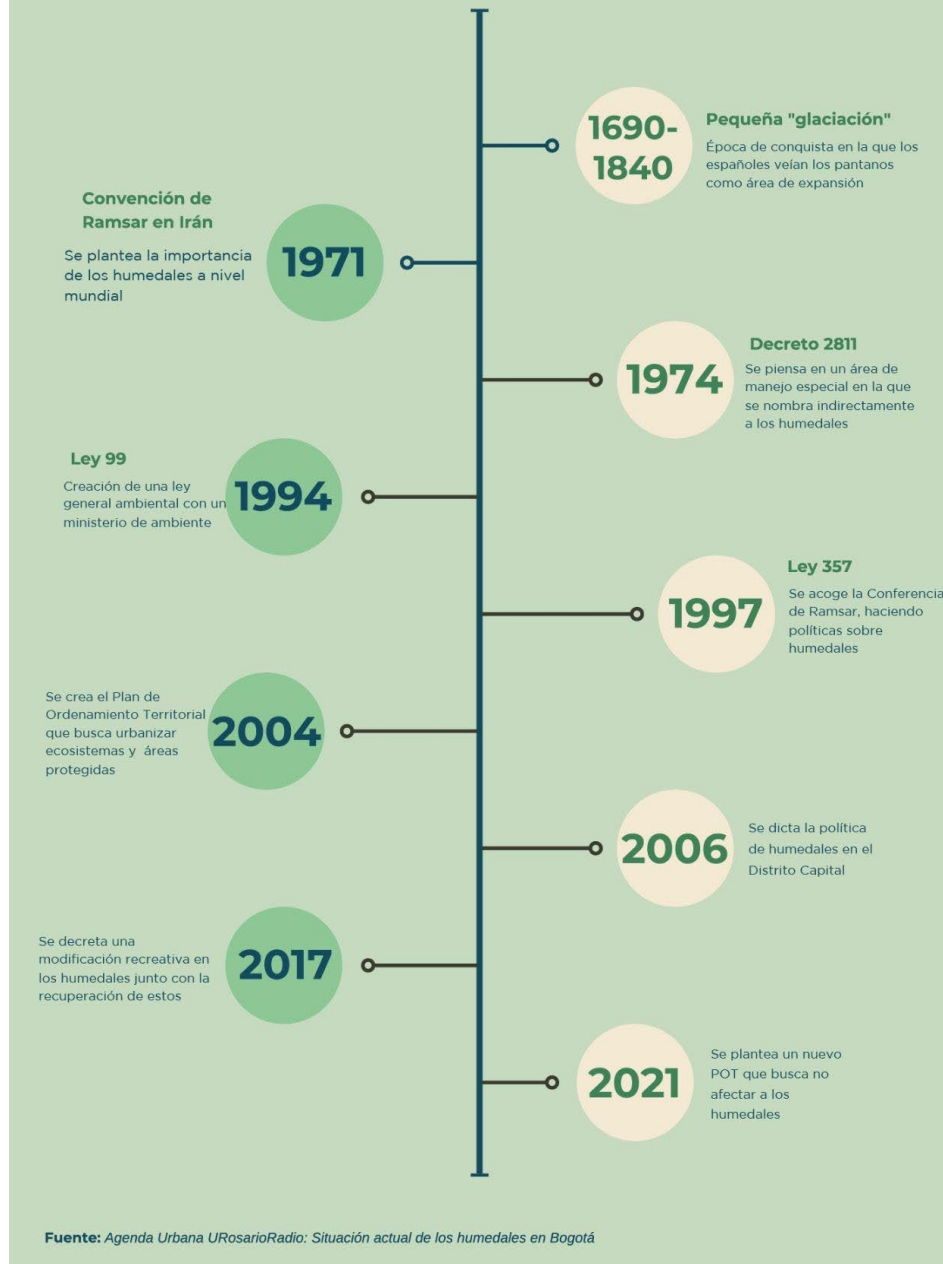 1690-
1840
Pequeña "glaciación"
Época de conquista en la que los
españoles veían los pantanos
como área de expansión
Convención de
Ramsar en Irán
Se plantea la importancia
de los humedales a nivel
mundial
1971
1974
Decreto 2811
Se piensa en un área de
manejo especial en la que
se nombra indirectamente
a los humedales
Ley 99
Creación de una ley
general ambiental con un
ministerio de ambiente
1994
1997
Ley 357
Se acoge la Conferencia
de Ramsar, haciendo
políticas sobre
humedales
Se crea el Plan de
Ordenamiento Territorial
que busca urbanizar
ecosistemas y áreas
protegidas
2004
2006
Se dicta la política
de humedales en el
Distrito Capital
Se decreta una
modificación recreativa en
los humedales junto con la
recuperación de estos
2017
2021
Se plantea un nuevo
POT que busca no
afectar a los
humedales
Fuente: Agenda Urbana URosarioRadio: Situación actual de los humedales en Bogotá